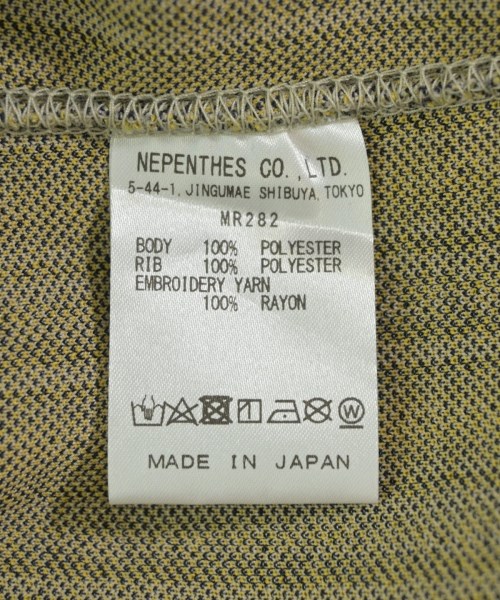 NEPENTHES CO.,LTD.
5-44-1, JINGUMAE SHIBUYA, TOKYO
MR282
BODY 100% POLYESTER
RIB 100% POLYESTER
EMBROIDERY YARN
100% RAYON
W
MADE IN JAPAN